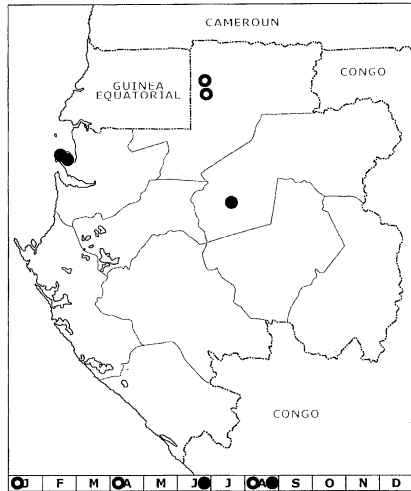 CAMEROUN
GUINEA
EQUATORIAL
CONGO
CONGO
J F M A M J J A S O N D